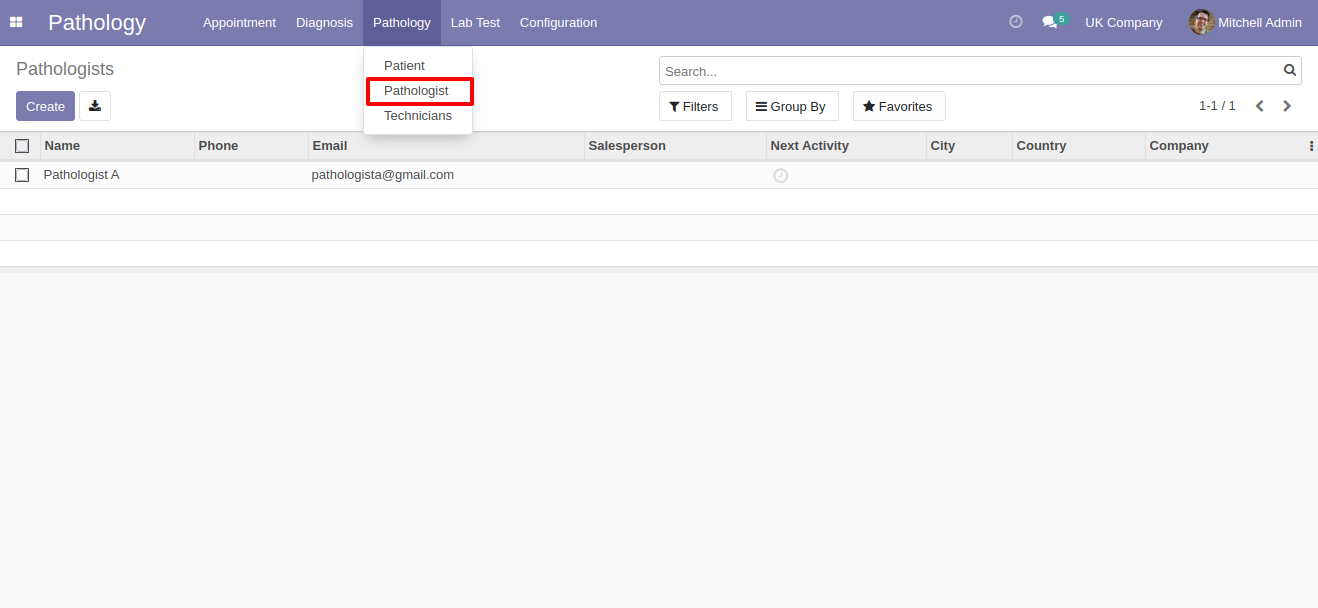 Pathology Appointment Diagnosis Pathology Lab Test Configuration 5 UK Company Mitchell Admin
Pathologists
Patient
Pathologist
Technicians
Search...
Create
Filters Group By Favorites 1-1 / 1
Name Phone Email Salesperson Next Activity City Country Company
Pathologist A pathologista@gmail.com